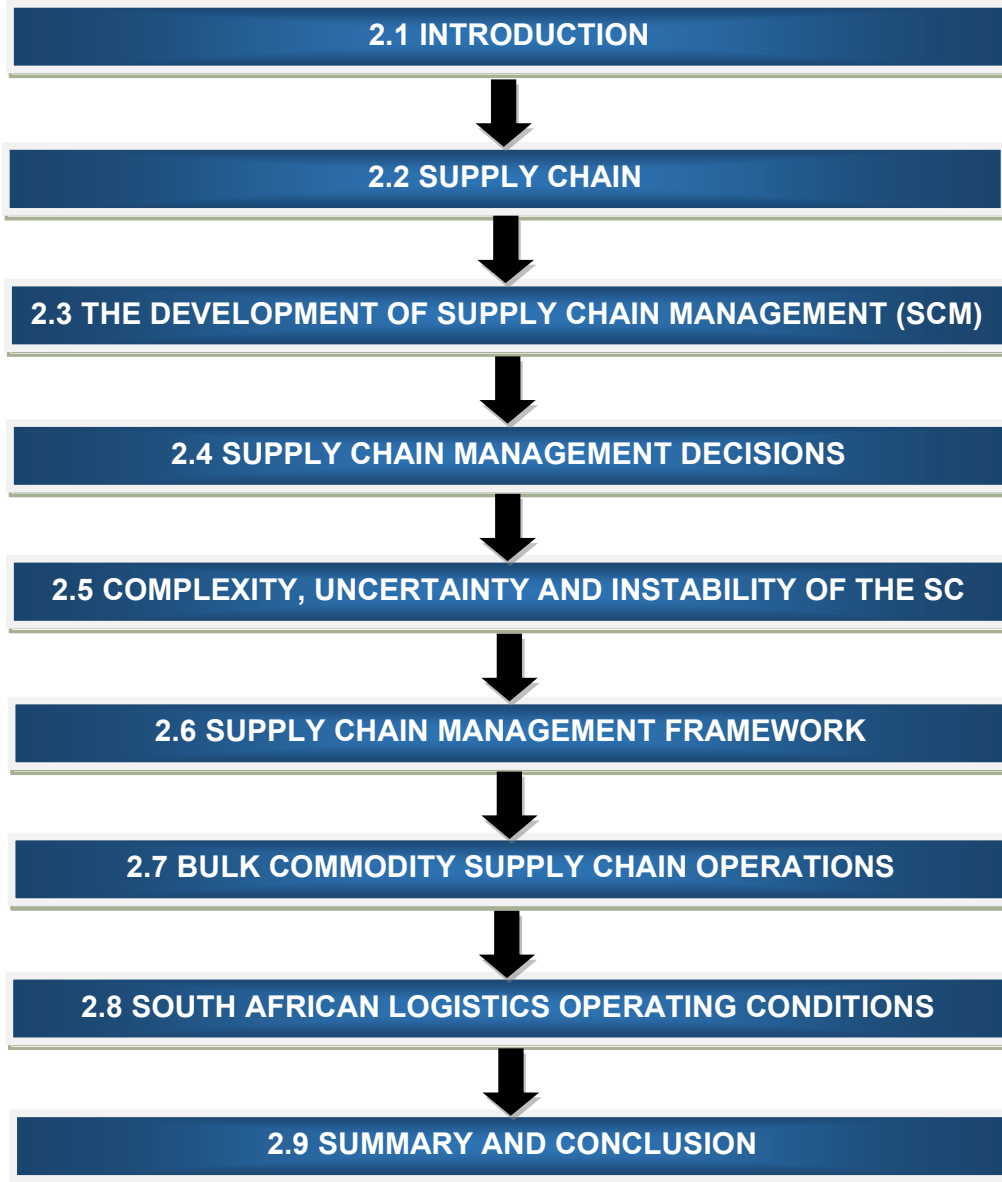 2.1 INTRODUCTION
2.2 SUPPLY CHAIN
2.3 THE DEVELOPMENT OF SUPPLY CHAIN MANAGEMENT (SCM)
2.4 SUPPLY CHAIN MANAGEMENT DECISIONS
2.5 COMPLEXITY, UNCERTAINTY AND INSTABILITY OF THE SC
2.6 SUPPLY CHAIN MANAGEMENT FRAMEWORK
2.7 BULK COMMODITY SUPPLY CHAIN OPERATIONS
2.8 SOUTH AFRICAN LOGISTICS OPERATING CONDITIONS
2.9 SUMMARY AND CONCLUSION